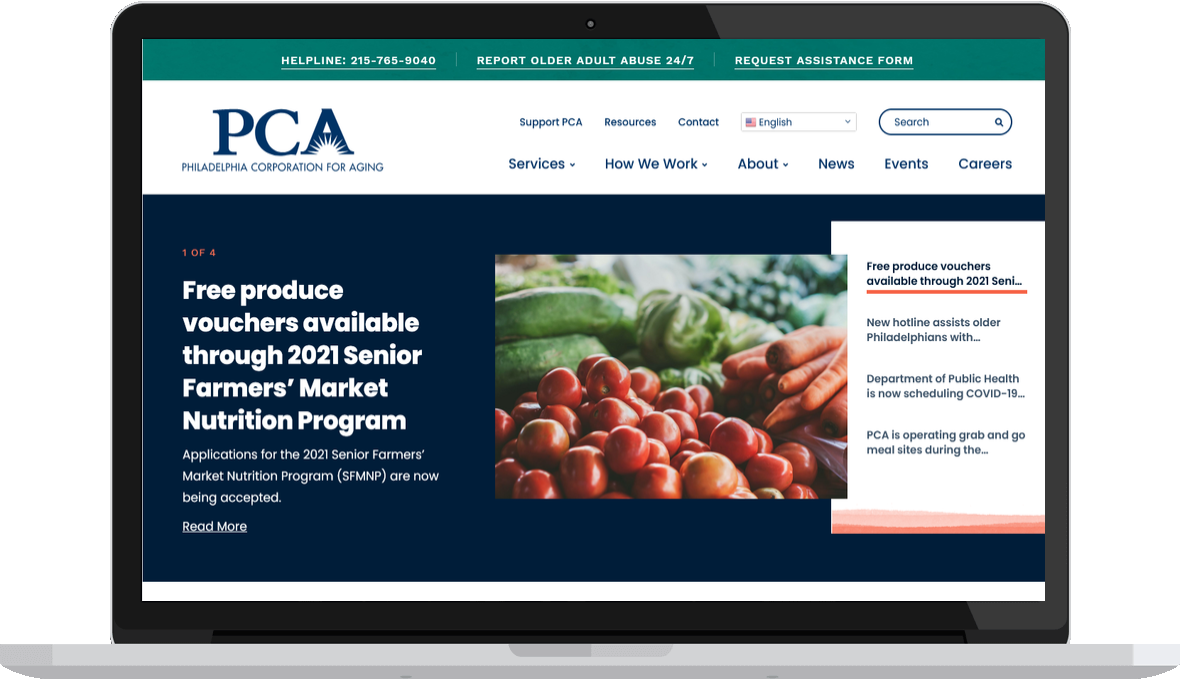 HELPLINE: 215-765-9040
REPORT OLDER ADULT ABUSE 24/7
REQUEST ASSISTANCE FORM
PCA
PHILADELPHIA CORPORATION FOR AGING
Support PCA
Resources
Contact
English
Search
Services
How We Work
About
News
Events
Careers
1 OF 4
Free produce
vouchers available
through 2021 Senior
Farmers’ Market
Nutrition Program
Applications for the 2021 Senior Farmers’
Market Nutrition Program (SFMNP) are now
being accepted.
Read More
Free produce vouchers
available through 2021 Seni...
New hotline assists older
Philadelphians with...
Department of Public Health
is now scheduling COVID-19...
PCA is operating grab and go
meal sites during the...